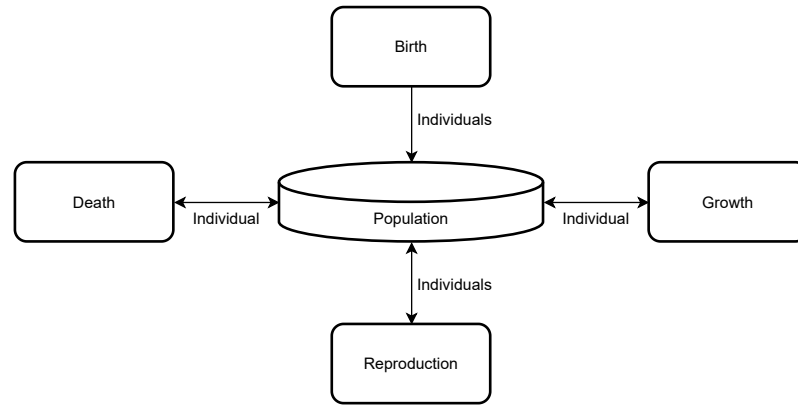 Birth
Individuals
Death
Individual
Population
Individual
Growth
Individuals
Reproduction